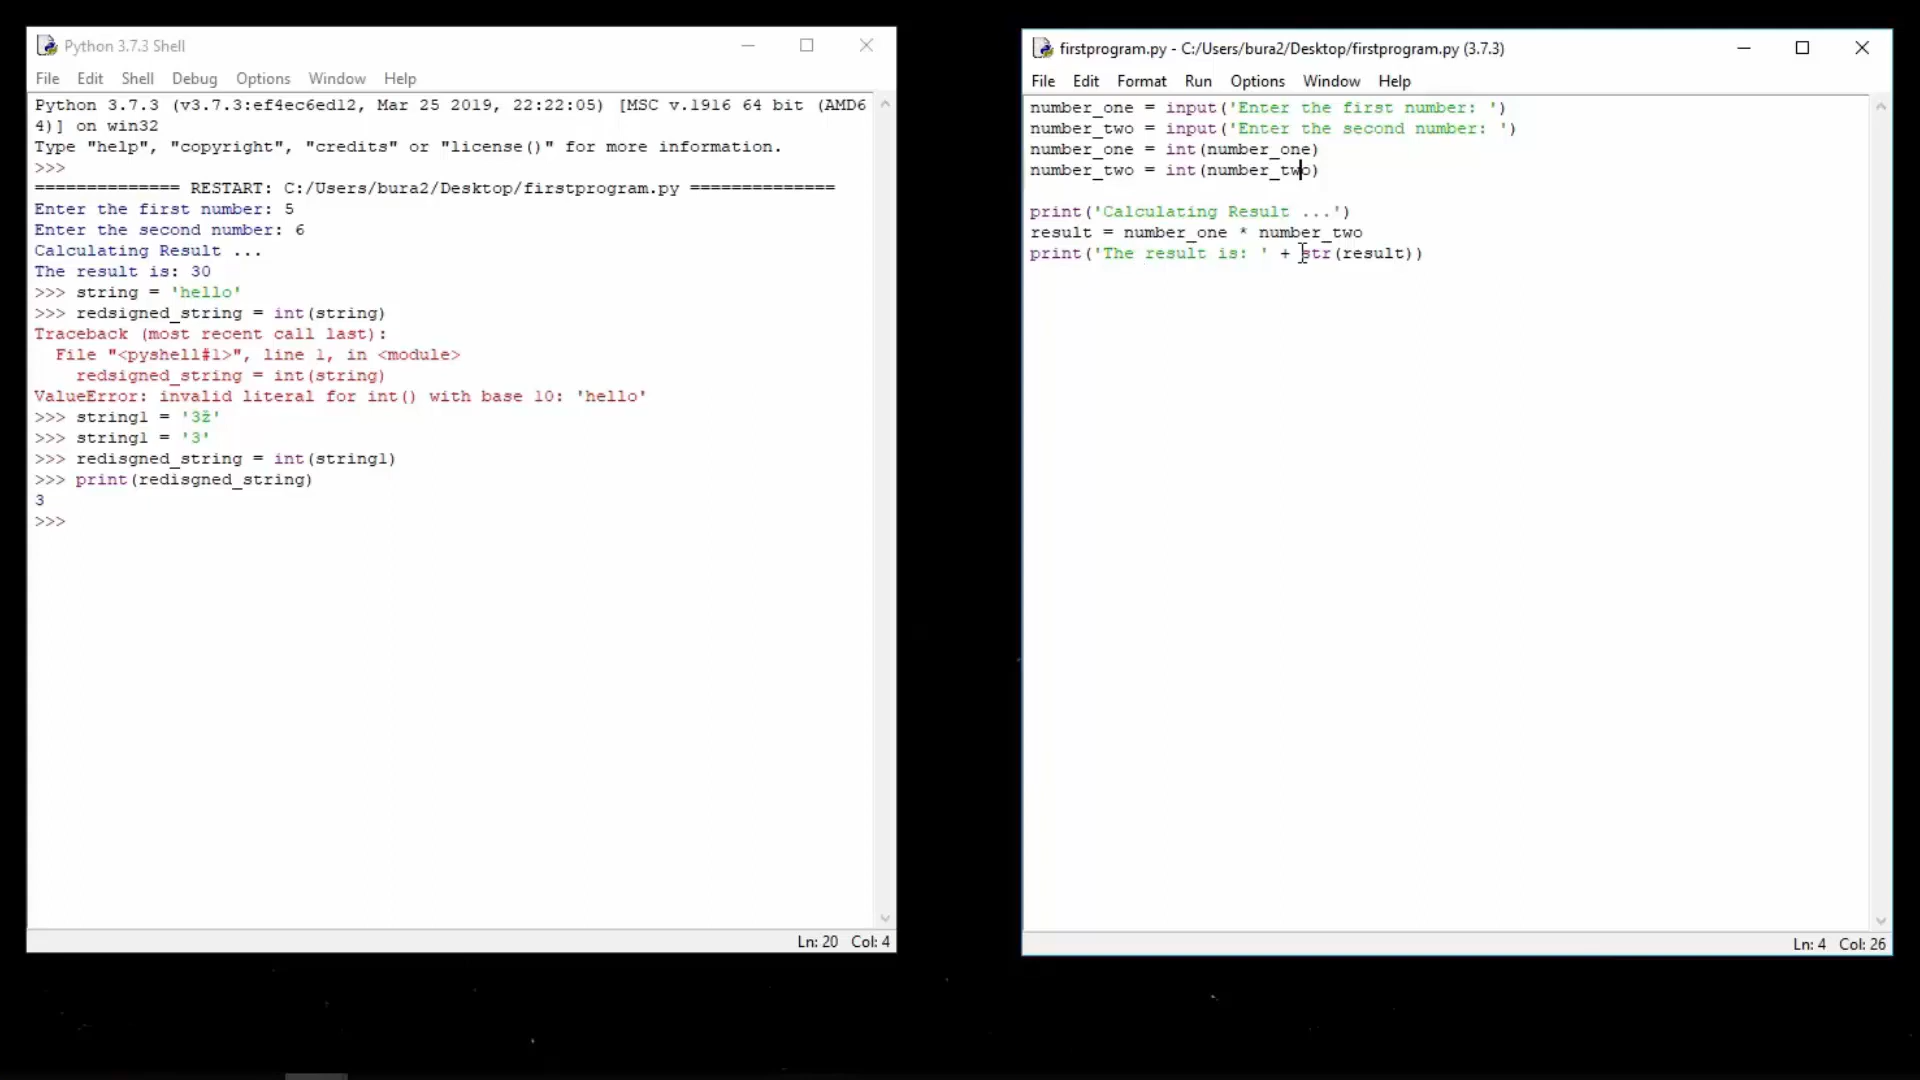 Python 3.7.3 Shell
File Edit Shell Debug Options Window Help
Python 3.7.3 (v3.7.3:ef4ec6ed12, Mar 25 2019, 22:22:05) [MSC v.1916 64 bit (AMD6
4)] on win32
Type "help", "copyright", "credits" or "license()" for more information.
>>>
============== RESTART: C:/Users/bura2/Desktop/firstprogram.py ==============
Enter the first number: 5
Enter the second number: 6
Calculating Result ...
The result is: 30
>>> string = 'hello'
>>> redsigned_string = int(string)
Traceback (most recent call last):
  File "<pyshell#1>", line 1, in <module>
    redsigned_string = int(string)
ValueError: invalid literal for int() with base 10: 'hello'
>>> string1 = '3ž'
>>> string1 = '3'
>>> redisgned_string = int(string1)
>>> print(redisgned_string)
3
>>>
Ln: 20 Col: 4
firstprogram.py - C:/Users/bura2/Desktop/firstprogram.py (3.7.3)
File Edit Format Run Options Window Help
number_one = input('Enter the first number: ')
number_two = input('Enter the second number: ')
number_one = int(number_one)
number_two = int(number_two)
print('Calculating Result ...')
result = number_one * number_two
print('The result is: ' + str(result))
Ln: 4 Col: 26